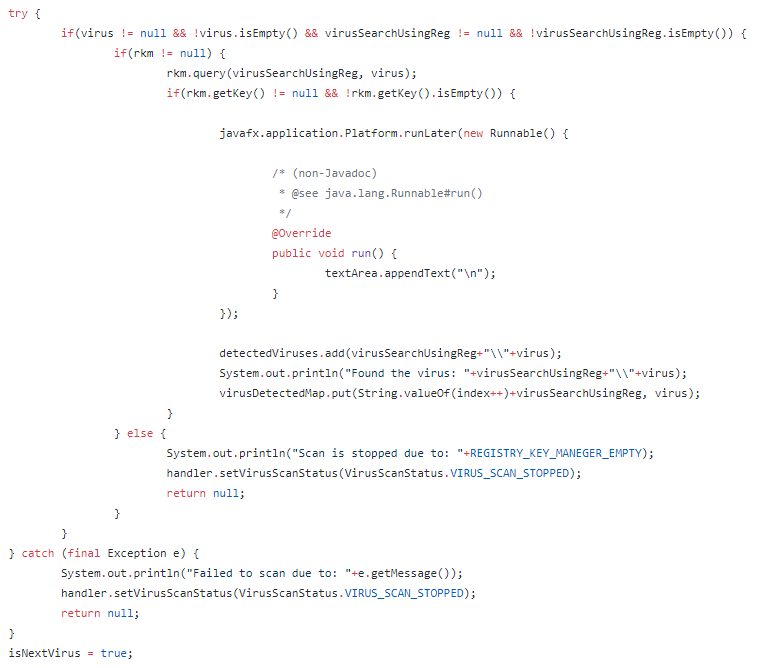 try {
if(virus != null && !virus.isEmpty() && virusSearchUsingReg != null && !virusSearchUsingReg.isEmpty()) {
if(rkm != null) {
rkm.query(virusSearchUsingReg, virus);
if(rkm.getKey() != null && !rkm.getKey().isEmpty()) {
javafx.application.Platform.runLater(new Runnable() {
/* (non-Javadoc)
* @see java.lang.Runnable#run()
*/
@Override
public void run() {
textArea.appendText("\n");
}
});
detectedViruses.add(virusSearchUsingReg+"\\"+virus);
System.out.println("Found the virus: "+virusSearchUsingReg+"\\"+virus);
virusDetectedMap.put(String.valueOf(index++)+virusSearchUsingReg, virus);
}
} else {
System.out.println("Scan is stopped due to: "+REGISTRY_KEY_MANEGER_EMPTY);
handler.setVirusScanStatus(VirusScanStatus.VIRUS_SCAN_STOPPED);
return null;
}
}
} catch (final Exception e) {
System.out.println("Failed to scan due to: "+e.getMessage());
handler.setVirusScanStatus(VirusScanStatus.VIRUS_SCAN_STOPPED);
return null;
}
isNextVirus = true;